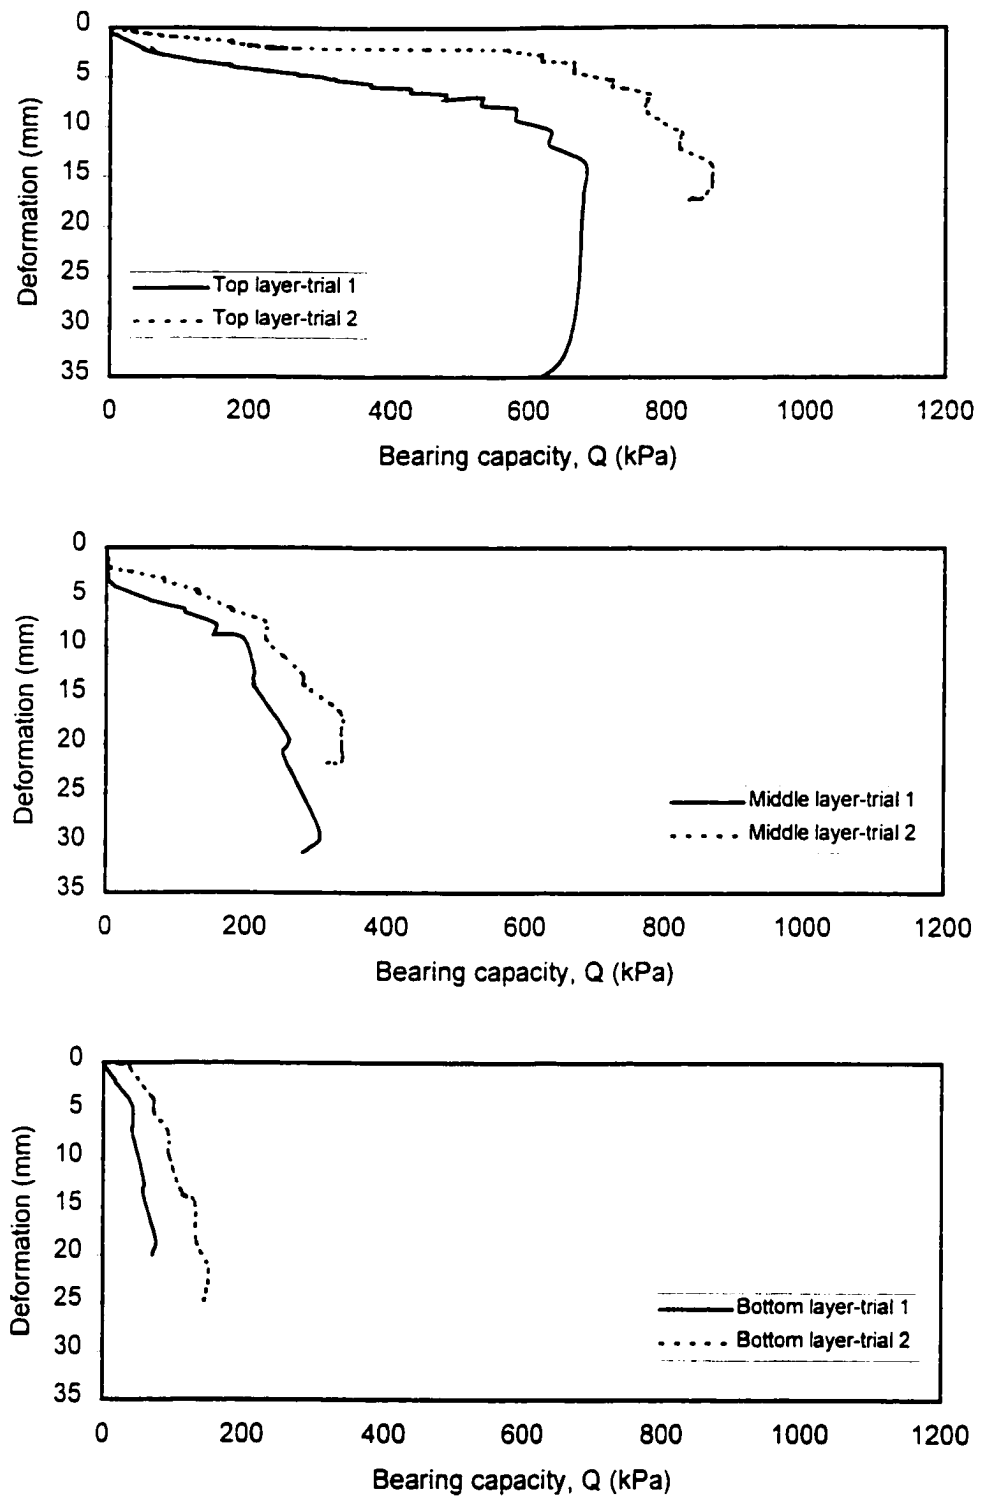 0
5
10
15
20
25
30
35
Deformation (mm)
Top layer-trial 1
Top layer-trial 2
0 200 400 600 800 1000 1200
Bearing capacity, Q (kPa)
0
5
10
15
20
25
30
35
Deformation (mm)
Middle layer-trial 1
Middle layer-trial 2
0 200 400 600 800 1000 1200
Bearing capacity, Q (kPa)
0
5
10
15
20
25
30
35
Deformation (mm)
Bottom layer-trial 1
Bottom layer-trial 2
0 200 400 600 800 1000 1200
Bearing capacity, Q (kPa)